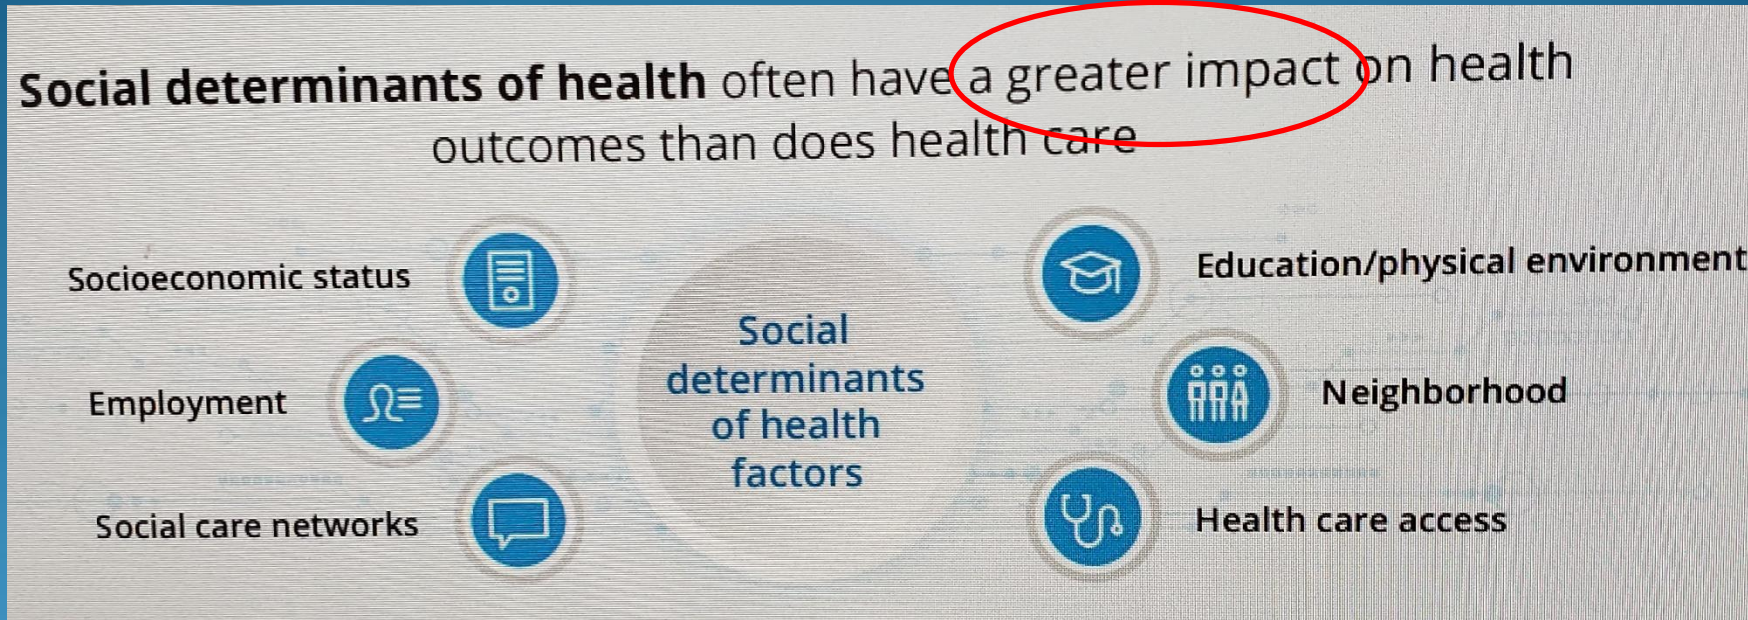 Social determinants of health often have a greater impact on health
outcomes than does health care
Socioeconomic status
Employment
Social care networks
Social
determinants
of health
factors
Education/physical environment
Neighborhood
Health care access